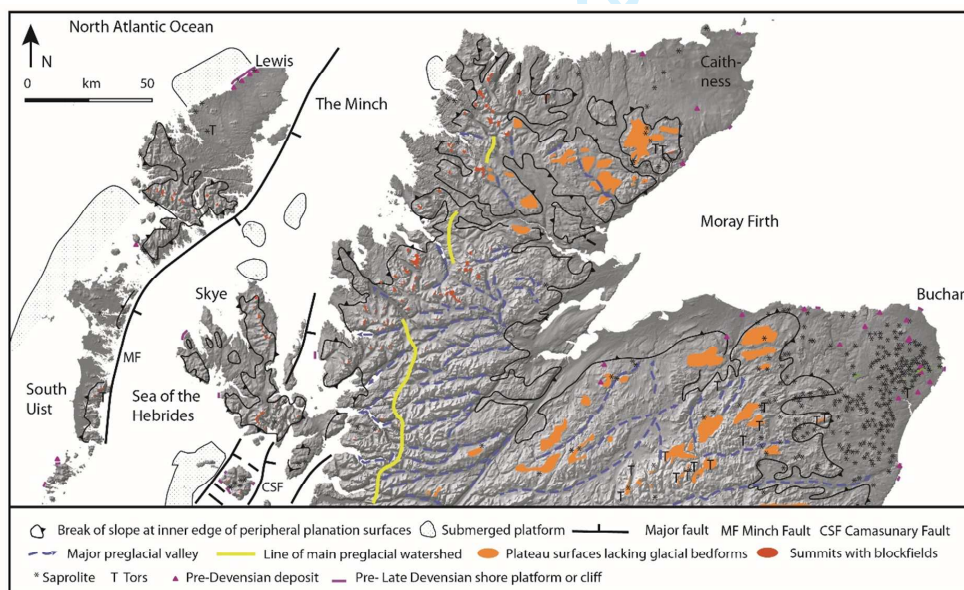 North Atlantic Ocean
N
0 km 50
Lewis
The Minch
Caith-
ness
T
T
T T
Moray Firth
Skye
Buchan
MF
South
Uist
Sea of the
Hebrides
T
CSF
T
T
T T
T
T
T
T T
T
T T
Break of slope at inner edge of peripheral planation surfaces Submerged platform Major fault MF Minch Fault CSF Camasunary Fault
Major preglacial valley Line of main preglacial watershed Plateau surfaces lacking glacial bedforms Summits with blockfields
* Saprolite T Tors Pre-Devensian deposit Pre- Late Devensian shore platform or cliff